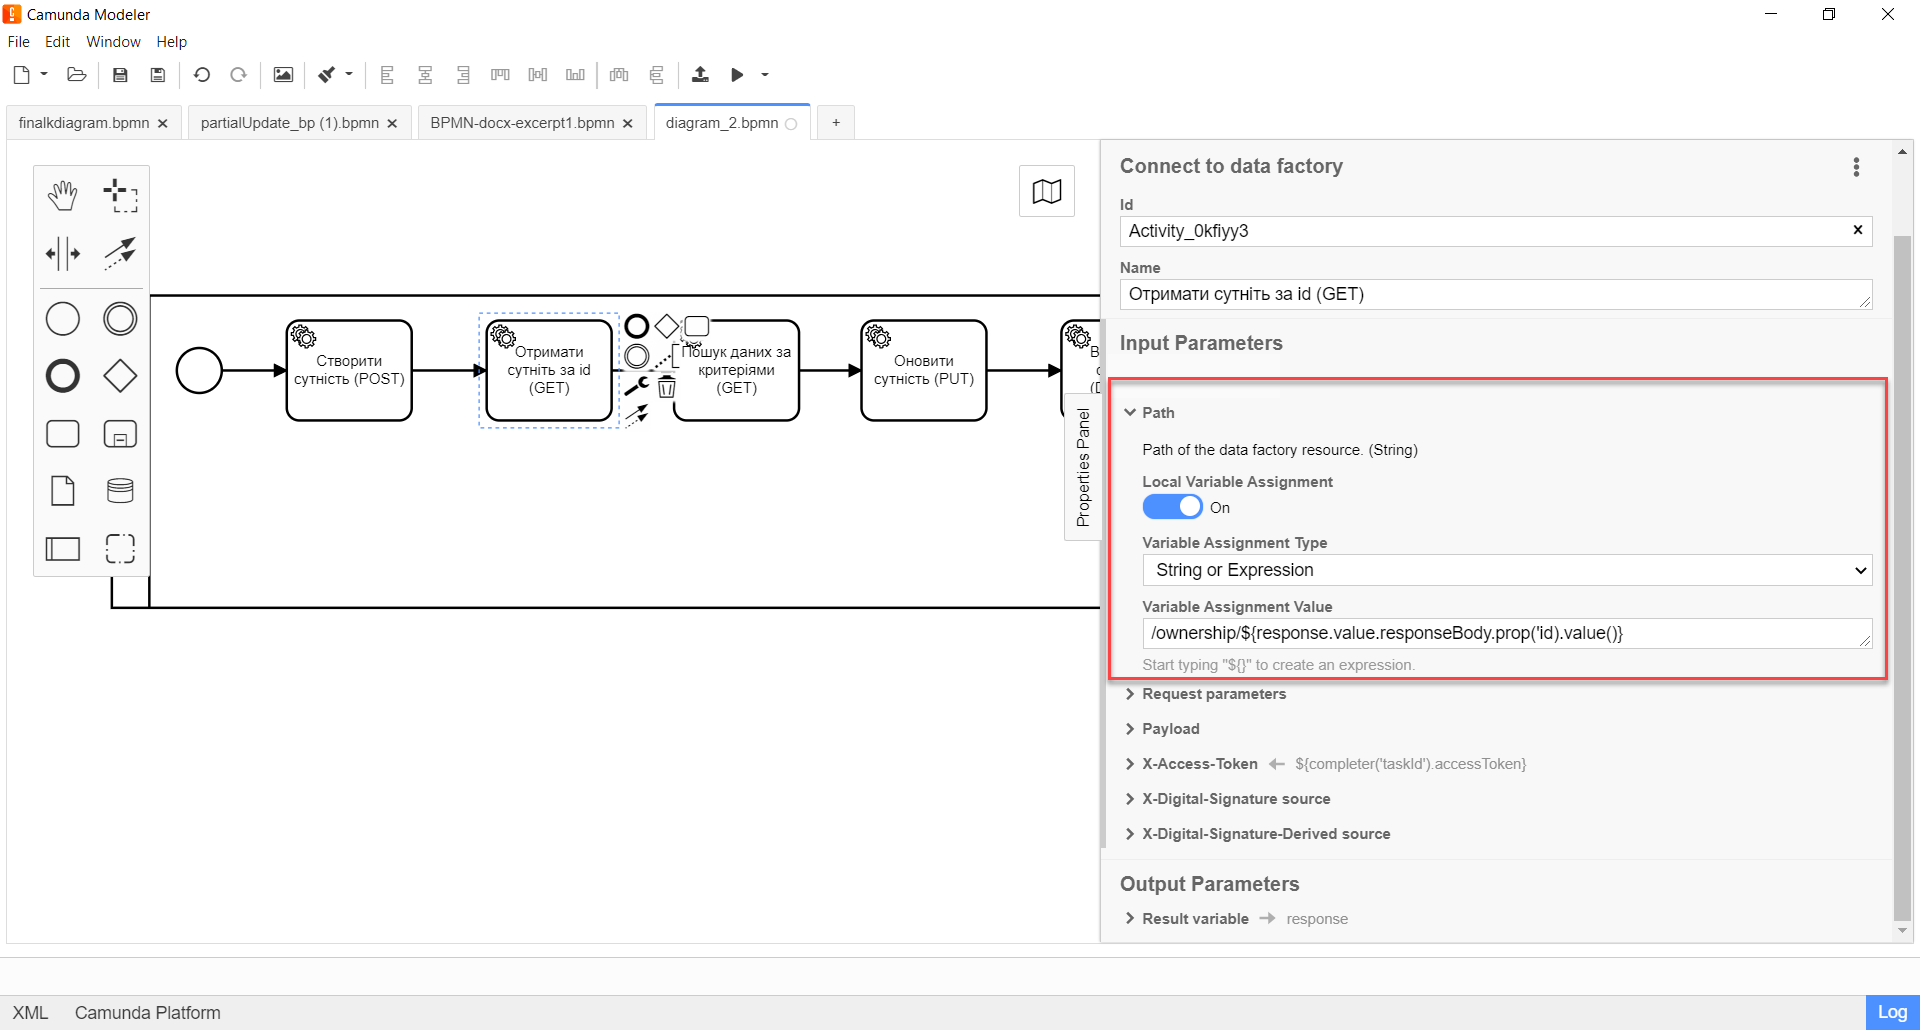 Camunda Modeler
File Edit Window Help
finalkdiagram.bpmn
partialUpdate_bp (1).bpmn
BPMN-docx-excerpt1.bpmn
diagram_2.bpmn
+
Створити
сутність (POST)
Отримати
сутніть за id
(GET)
Пошук даних за
критеріями
(GET)
Оновити
сутність (PUT)
Properties Panel
Connect to data factory
Id
Activity_0kfiyy3
Name
Отримати сутніть за id (GET)
Input Parameters
Path
Path of the data factory resource. (String)
Local Variable Assignment
On
Variable Assignment Type
String or Expression
Variable Assignment Value
/ownership/${response.value.responseBody.prop('id).value()}
Start typing "${}" to create an expression.
Request parameters
Payload
X-Access-Token ← ${completer('taskId').accessToken}
X-Digital-Signature source
X-Digital-Signature-Derived source
Output Parameters
Result variable → response
XML Camunda Platform
Log